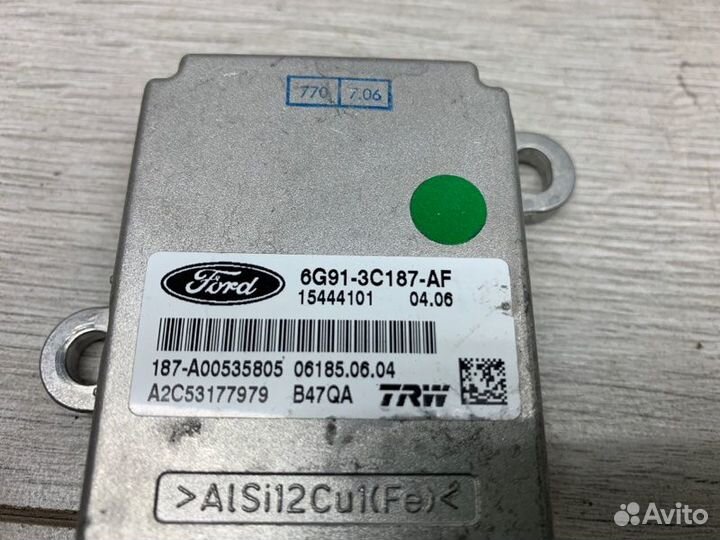 770 7.06
Ford 6G91-3C187-AF
15444101 04.06
187-A00535805 06185.06.04
A2C53177979 B47QA TRW
>AlSi12Cu1(Fe)<
Avito